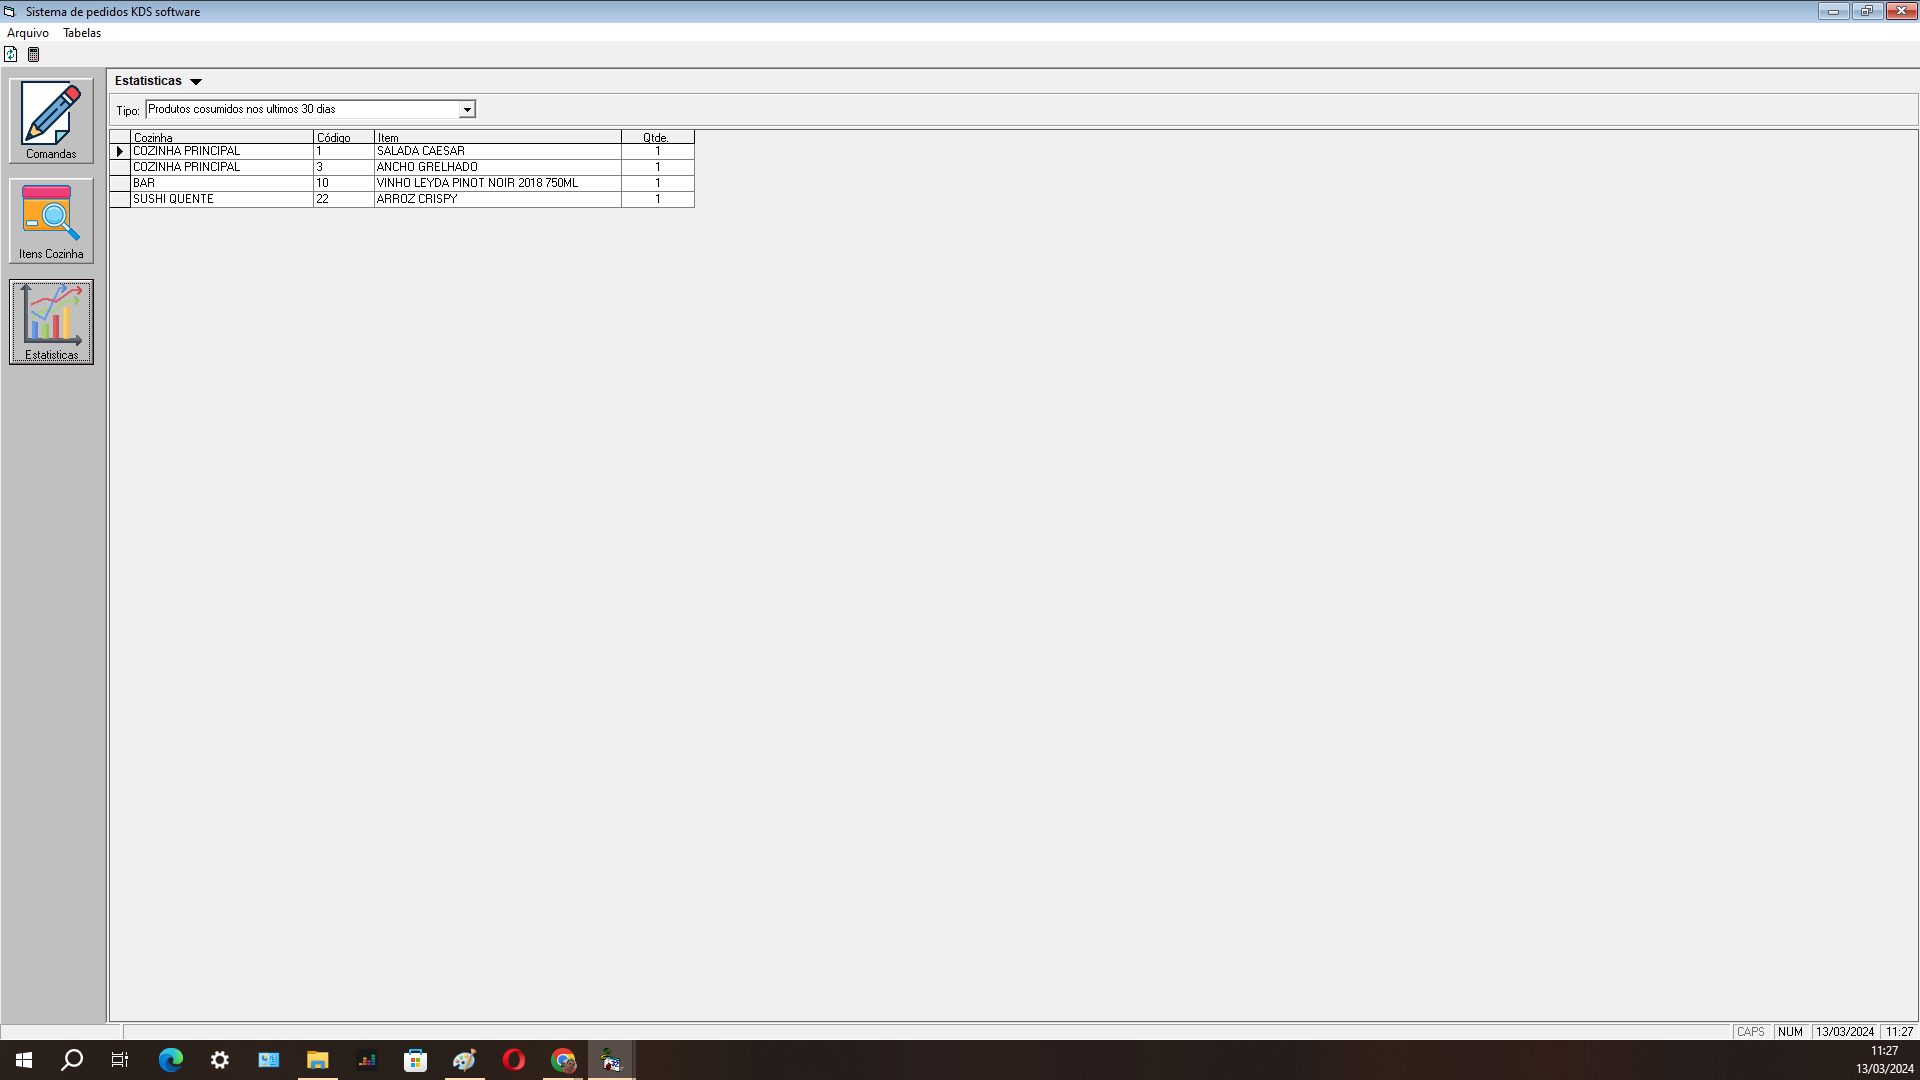 Sistema de pedidos KDS software
Arquivo Tabelas
Comandas
Itens Cozinha
Estatisticas
Estatisticas
Tipo: Produtos cosumidos nos ultimos 30 dias
Cozinha Código Item Qtde.
COZINHA PRINCIPAL 1 SALADA CAESAR 1
COZINHA PRINCIPAL 3 ANCHO GRELHADO 1
BAR 10 VINHO LEYDA PINOT NOIR 2018 750ML 1
SUSHI QUENTE 22 ARROZ CRISPY 1
CAPS NUM 13/03/2024 11:27
11:27
13/03/2024